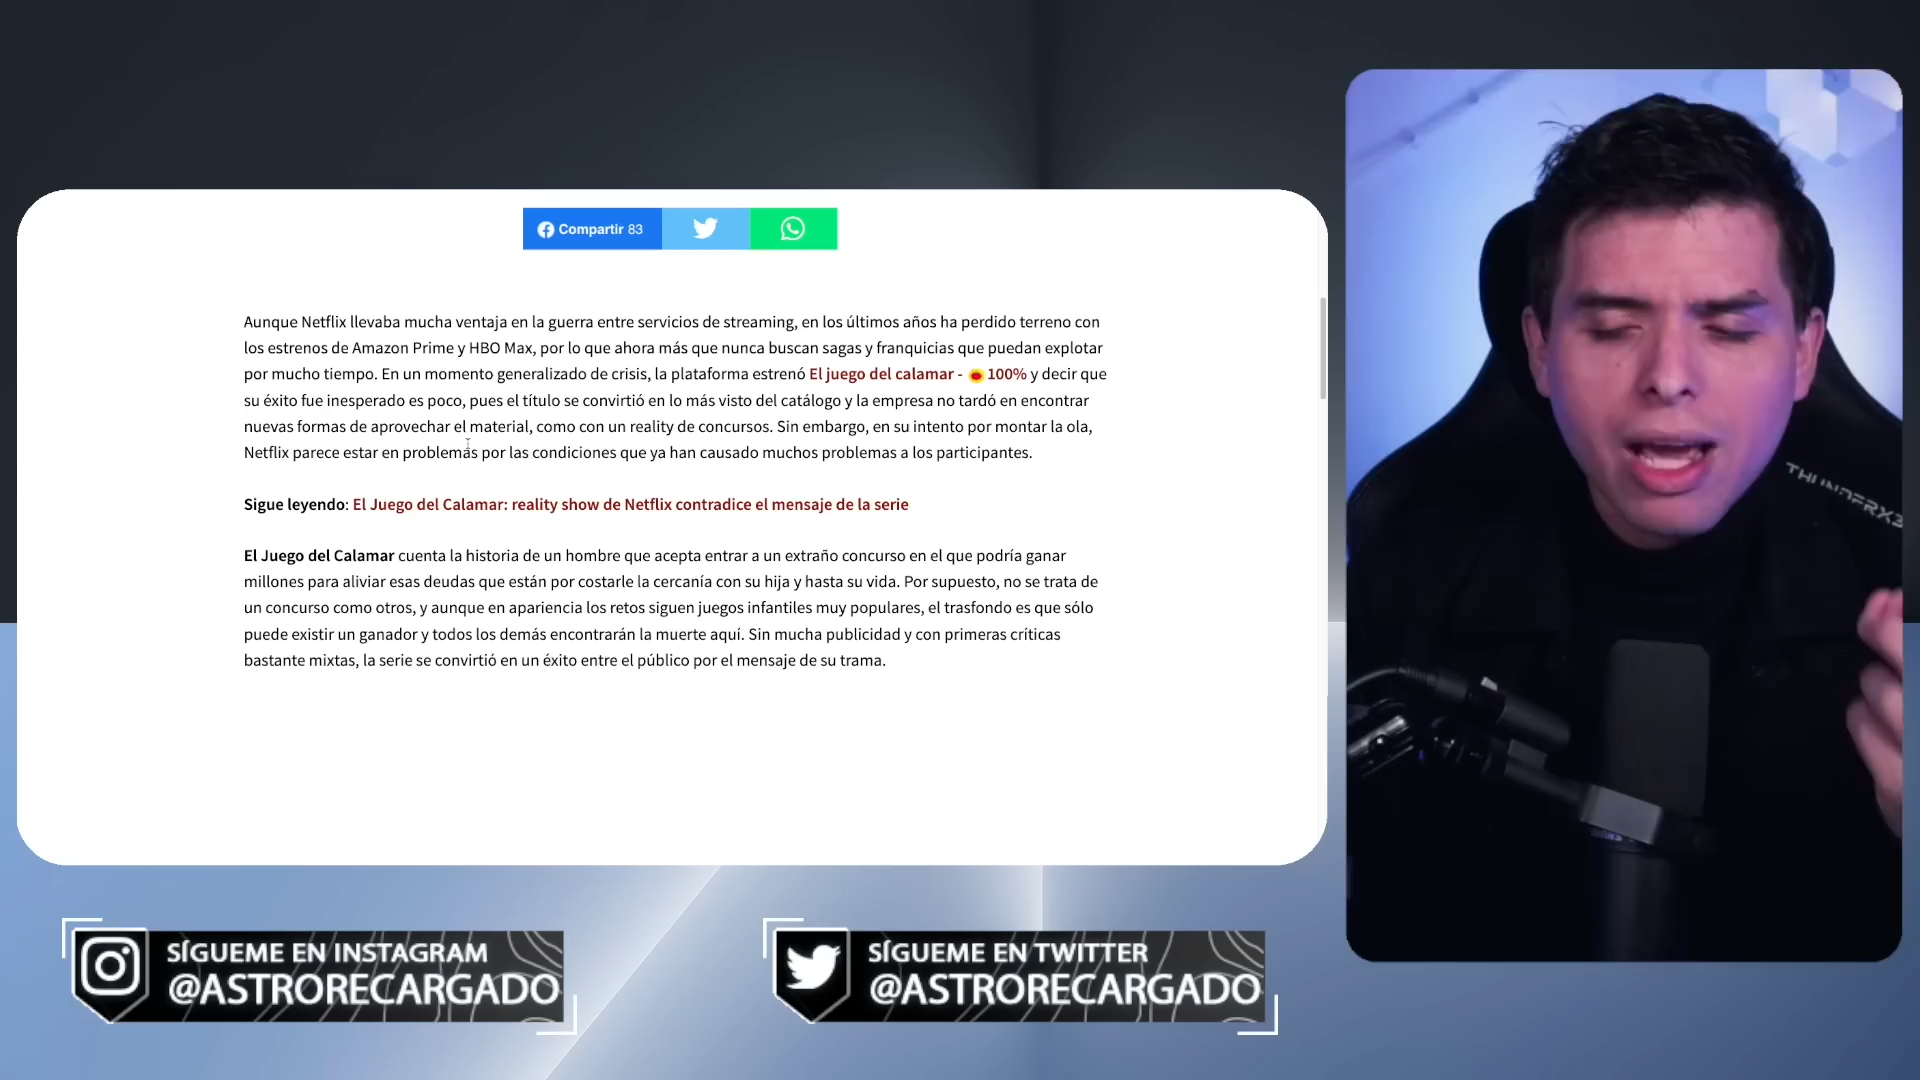 Compartir 83
Aunque Netflix llevaba mucha ventaja en la guerra entre servicios de streaming, en los últimos años ha perdido terreno con
los estrenos de Amazon Prime y HBO Max, por lo que ahora más que nunca buscan sagas y franquicias que puedan explotar
por mucho tiempo. En un momento generalizado de crisis, la plataforma estrenó El juego del calamar - 100% y decir que
su éxito fue inesperado es poco, pues el título se convirtió en lo más visto del catálogo y la empresa no tardó en encontrar
nuevas formas de aprovechar el material, como con un reality de concursos. Sin embargo, en su intento por montar la ola,
Netflix parece estar en problemas por las condiciones que ya han causado muchos problemas a los participantes.
Sigue leyendo: El Juego del Calamar: reality show de Netflix contradice el mensaje de la serie
El Juego del Calamar cuenta la historia de un hombre que acepta entrar a un extraño concurso en el que podría ganar
millones para aliviar esas deudas que están por costarle la cercanía con su hija y hasta su vida. Por supuesto, no se trata de
un concurso como otros, y aunque en apariencia los retos siguen juegos infantiles muy populares, el trasfondo es que sólo
puede existir un ganador y todos los demás encontrarán la muerte aquí. Sin mucha publicidad y con primeras críticas
bastante mixtas, la serie se convirtió en un éxito entre el público por el mensaje de su trama.
THUNDERX3
SÍGUEME EN INSTAGRAM
@ASTRORECARGADO
SÍGUEME EN TWITTER
@ASTRORECARGADO